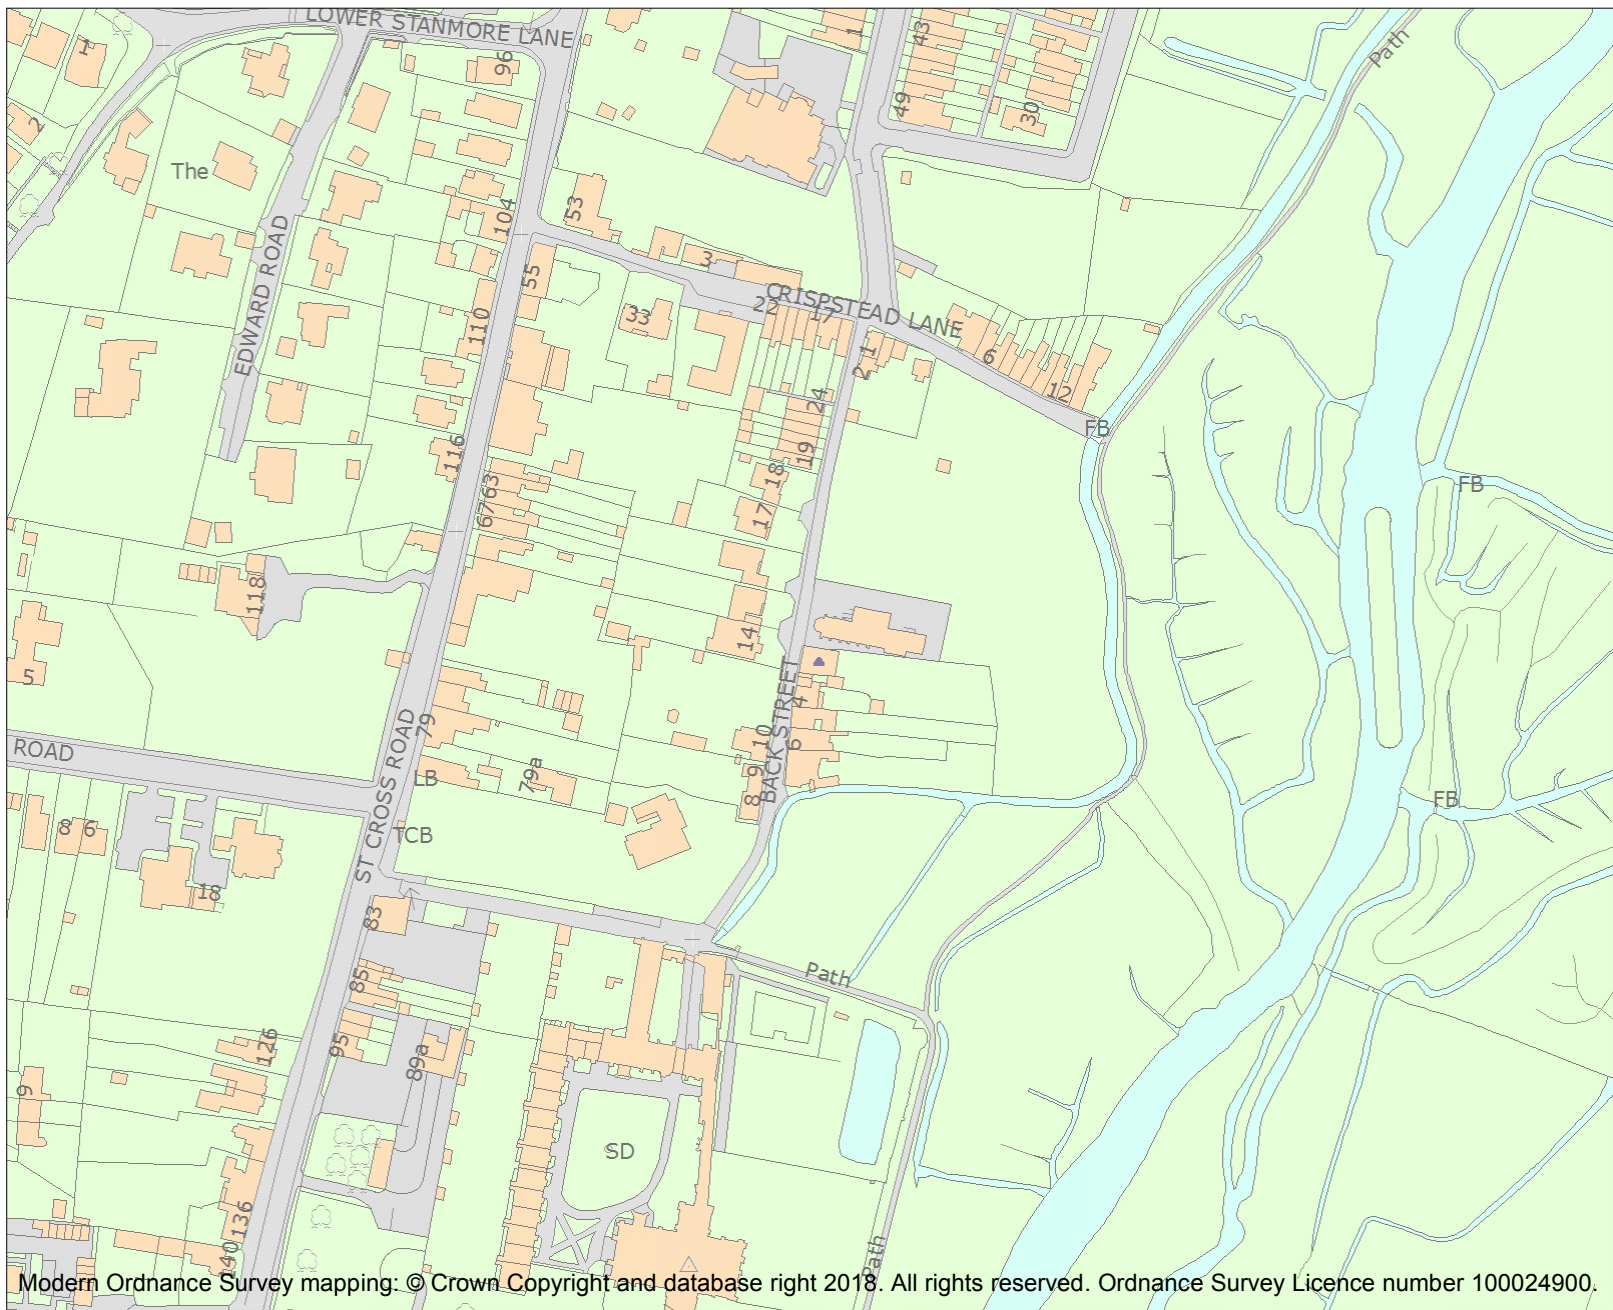 LOWER STANMORE LANE
1
96
1
43
Path
49
30
2
The
104
53
EDWARD ROAD
55
3
CRISPSTEAD LANE
22
17
33
110
1
2
6
12
24
FB
116
19
18
FB
63
67
17
118
14
5
BACK STREET
4
79
10
6
ROAD
ST CROSS ROAD
LB
79a
9
8
FB
8
6
TCB
18
83
Path
85
126
95
89a
9
SD
136
140
Path
Modern Ordnance Survey mapping: © Crown Copyright and database right 2018. All rights reserved. Ordnance Survey Licence number 100024900.